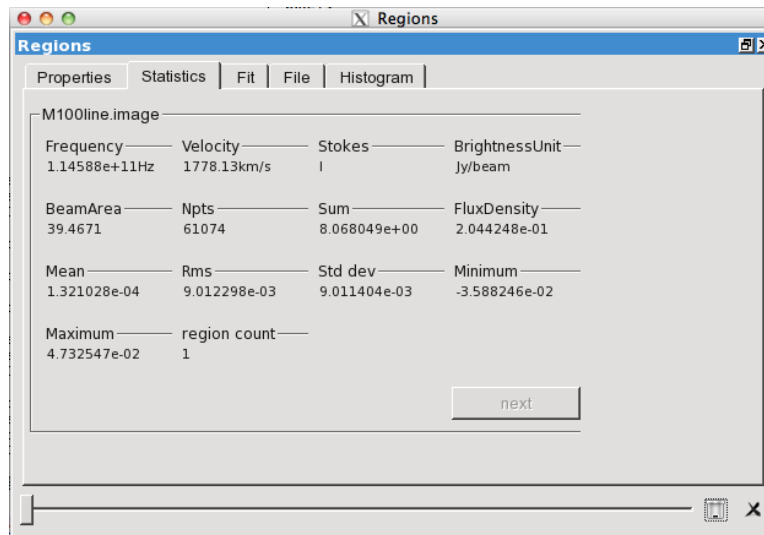 Regions
Regions
Properties Statistics Fit File Histogram
M100line.image
Frequency Velocity Stokes BrightnessUnit
1.14588e+11Hz 1778.13km/s I Jy/beam
BeamArea Npts Sum FluxDensity
39.4671 61074 8.068049e+00 2.044248e-01
Mean Rms Std dev Minimum
1.321028e-04 9.012298e-03 9.011404e-03 -3.588246e-02
Maximum region count
4.732547e-02 1
next